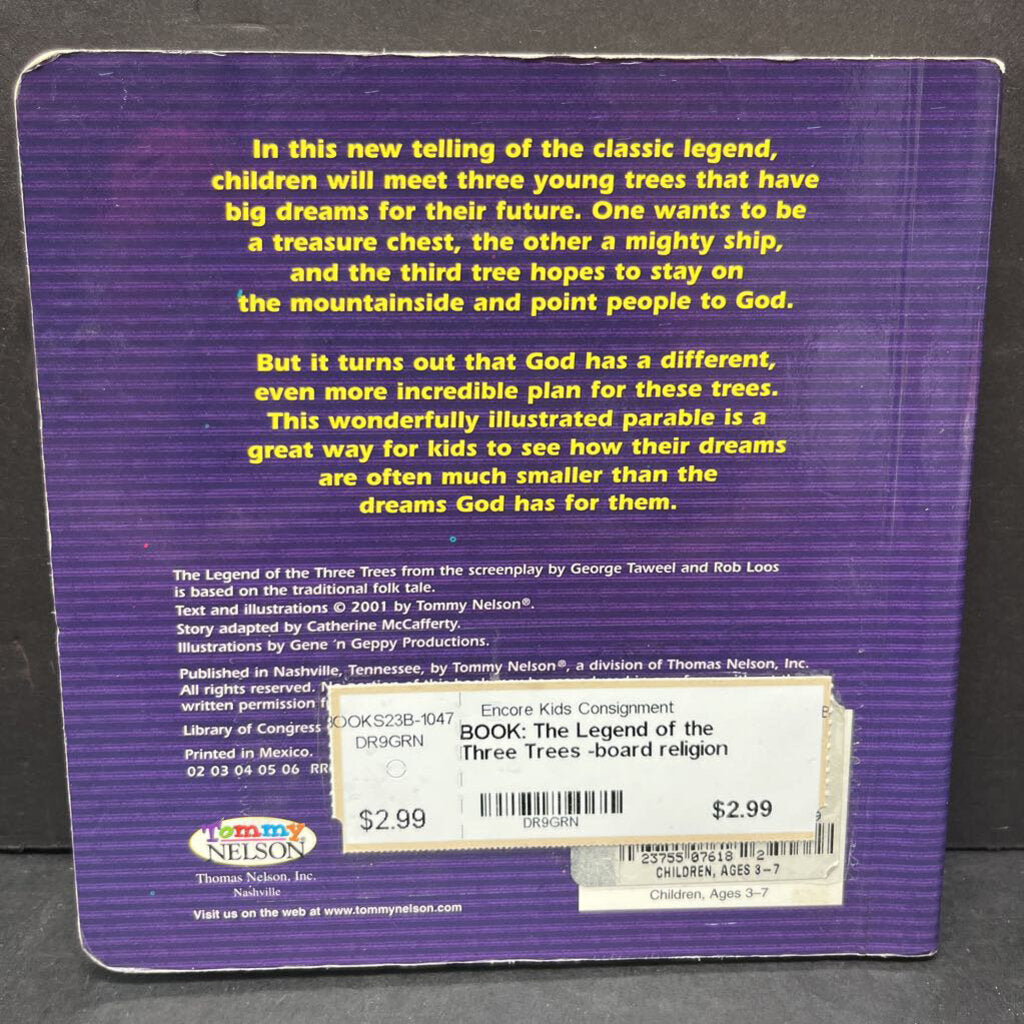 In this new telling of the classic legend,
children will meet three young trees that have
big dreams for their future. One wants to be
a treasure chest, the other a mighty ship,
and the third tree hopes to stay on
the mountainside and point people to God.
But it turns out that God has a different,
even more incredible plan for these trees.
This wonderfully illustrated parable is a
great way for kids to see how their dreams
are often much smaller than the
dreams God has for them.
The Legend of the Three Trees from the screenplay by George Taweel and Rob Loos
is based on the traditional folk tale.
Text and illustrations © 2001 by Tommy Nelson®.
Story adapted by Catherine McCafferty.
Illustrations by Gene 'n Geppy Productions.
Published in Nashville, Tennessee, by Tommy Nelson®, a division of Thomas Nelson, Inc.
All rights reserved.
written permission
Library of Congress
Printed in Mexico.
02 03 04 05 06
BOOKS23B-1047
DR9GRN
$2.99
Encore Kids Consignment
BOOK: The Legend of the
Three Trees -board religion
DR9GRN
$2.99
23755 07618 2
CHILDREN, AGES 3-7
Children, Ages 3–7
Tommy
NELSON
Thomas Nelson, Inc.
Nashville
Visit us on the web at www.tommynelson.com